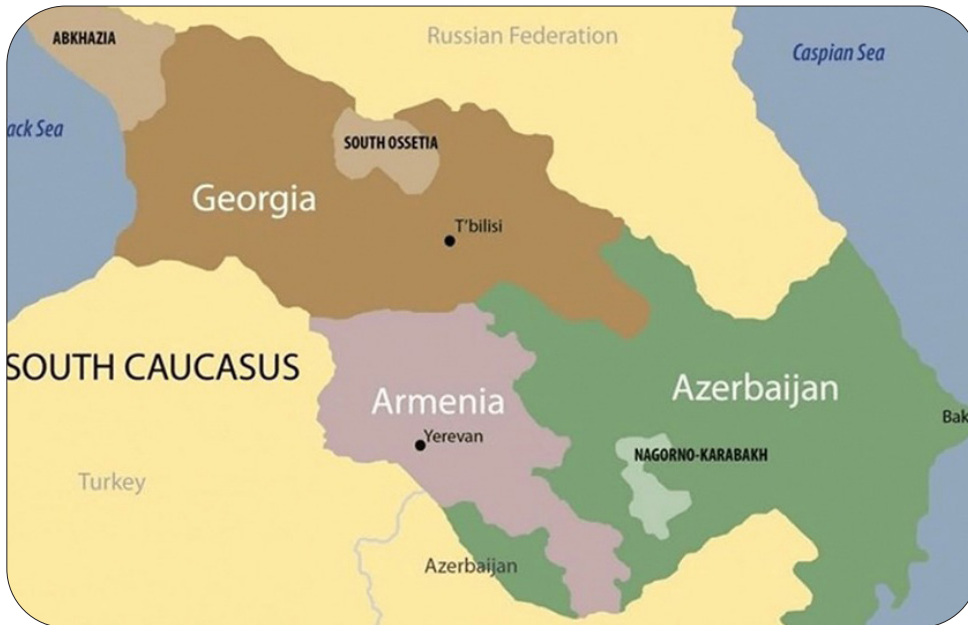 ABKHAZIA
Russian Federation
Caspian Sea
ack Sea
SOUTH OSSETIA
Georgia
T'bilisi
SOUTH CAUCASUS
Azerbaijan
Armenia
Bak
Yerevan
NAGORNO-KARABAKH
Turkey
Azerbaijan